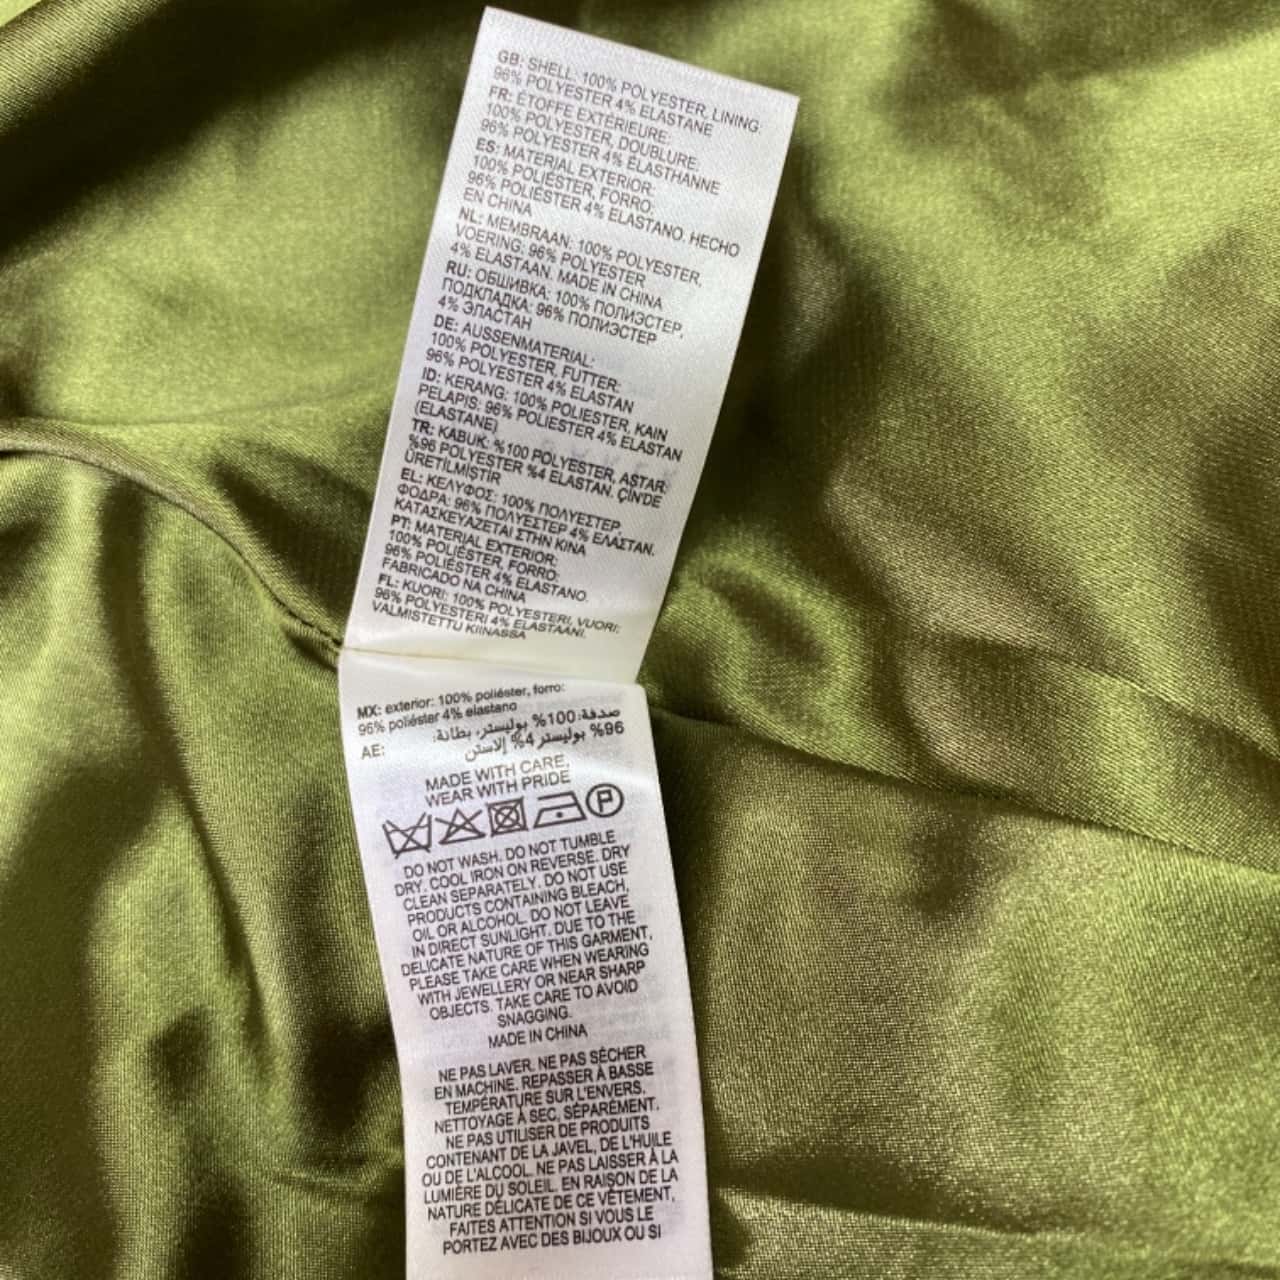 GB: SHELL: 100% POLYESTER, LINING:
96% POLYESTER 4% ELASTANE
FR: ÉTOFFE EXTÉRIEURE:
100% POLYESTER, DOUBLURE:
96% POLYESTER 4% ÉLASTHANNE
ES: MATERIAL EXTERIOR:
100% POLIÉSTER, FORRO:
96% POLIÉSTER 4% ELASTANO. HECHO
EN CHINA
NL: MEMBRAAN: 100% POLYESTER,
VOERING: 96% POLYESTER
4% ELASTAAN. MADE IN CHINA
RU: ОБШИВКА: 100% ПОЛИЭСТЕР,
ПОДКЛАДКА: 96% ПОЛИЭСТЕР
4% ЭЛАСТАН
DE: AUSSENMATERIAL:
100% POLYESTER, FUTTER:
96% POLYESTER 4% ELASTAN
ID: KERANG: 100% POLIESTER, KAIN
PELAPIS: 96% POLIESTER 4% ELASTAN
(ELASTANE)
TR: KABUK: %100 POLYESTER, ASTAR:
%96 POLYESTER %4 ELASTAN. ÇİN'DE
ÜRETİLMİŞTİR
EL: ΚΕΛΥΦΟΣ: 100% ΠΟΛΥΕΣΤΕΡ,
ΦΟΔΡΑ: 96% ΠΟΛΥΕΣΤΕΡ 4% ΕΛΑΣΤΑΝ.
ΚΑΤΑΣΚΕΥΑΖΕΤΑΙ ΣΤΗΝ ΚΙΝΑ
PT: MATERIAL EXTERIOR:
100% POLIÉSTER, FORRO:
96% POLIÉSTER 4% ELASTANO.
FABRICADO NA CHINA
FL: KUORI: 100% POLYESTERI, VUORI:
96% POLYESTERI 4% ELASTAANI.
VALMISTETTU KIINASSA
MX: exterior: 100% poliéster, forro:
96% poliéster 4% elastano
صدفة: 100% بوليستر، بطانة:
AE: 96% بوليستر 4% إلاستن
MADE WITH CARE,
WEAR WITH PRIDE
P
DO NOT WASH. DO NOT TUMBLE
DRY. COOL IRON ON REVERSE. DRY
CLEAN SEPARATELY. DO NOT USE
PRODUCTS CONTAINING BLEACH,
OIL OR ALCOHOL. DO NOT LEAVE
IN DIRECT SUNLIGHT. DUE TO THE
DELICATE NATURE OF THIS GARMENT,
PLEASE TAKE CARE WHEN WEARING
WITH JEWELLERY OR NEAR SHARP
OBJECTS. TAKE CARE TO AVOID
SNAGGING.
MADE IN CHINA
NE PAS LAVER. NE PAS SÉCHER
EN MACHINE. REPASSER À BASSE
TEMPÉRATURE SUR L'ENVERS.
NETTOYAGE À SEC, SÉPARÉMENT.
NE PAS UTILISER DE PRODUITS
CONTENANT DE LA JAVEL, DE L'HUILE
OU DE L'ALCOOL. NE PAS LAISSER À LA
LUMIÈRE DU SOLEIL. EN RAISON DE LA
NATURE DÉLICATE DE CE VÊTEMENT,
FAITES ATTENTION SI VOUS LE
PORTEZ AVEC DES BIJOUX OU SI